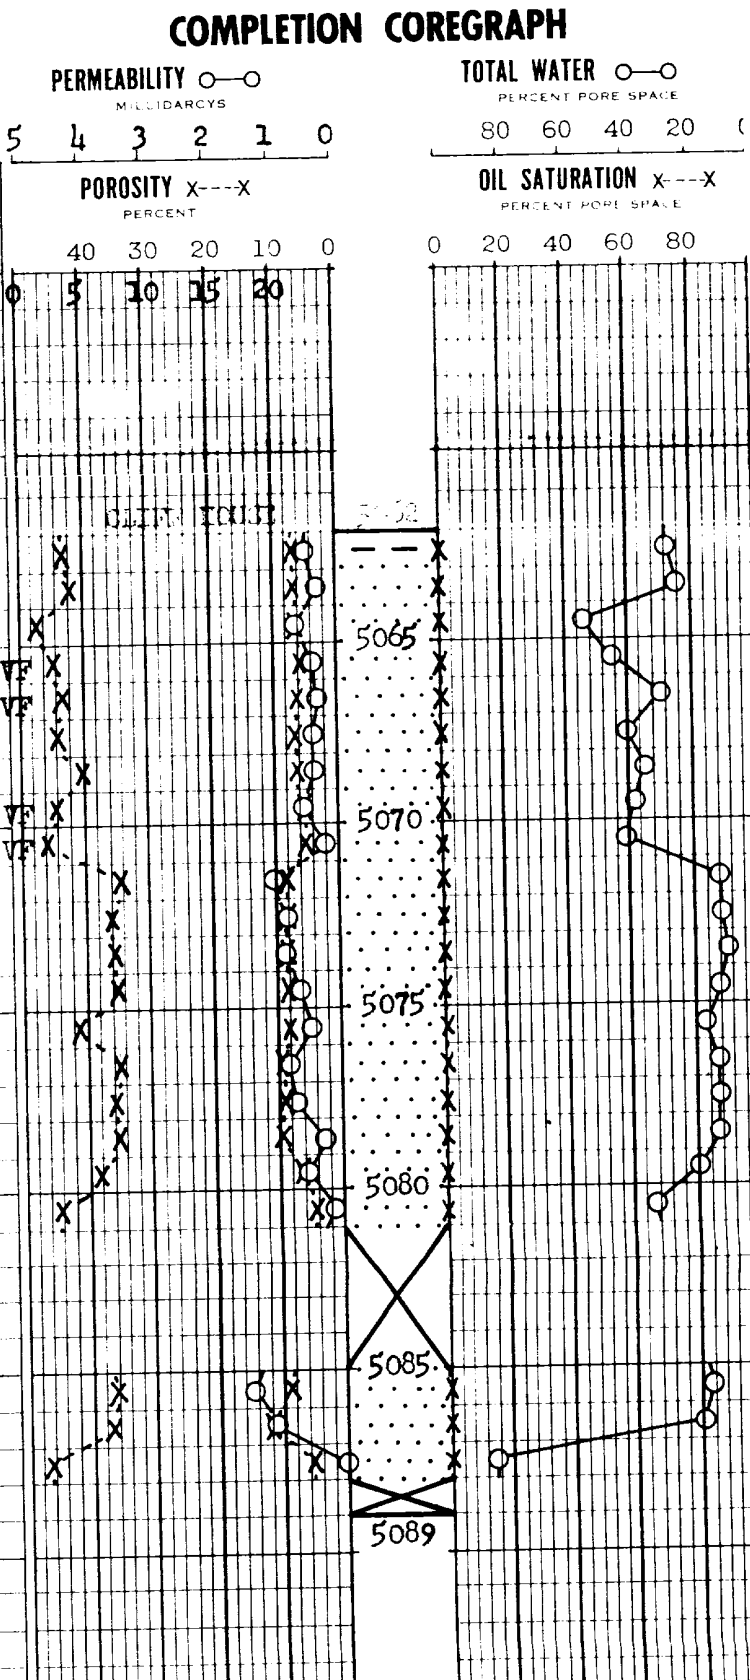 COMPLETION COREGRAPH
PERMEABILITY O—O
MILLIDARCYS
5 4 3 2 1 0
POROSITY X----X
PERCENT
40 30 20 10 0
0 5 10 15 20
TOTAL WATER O—O
PERCENT PORE SPACE
80 60 40 20
OIL SATURATION X----X
PERCENT PORE SPACE
0 20 40 60 80
5065
VF
VF
5070
VF
VF
5075
5080
5085
5089